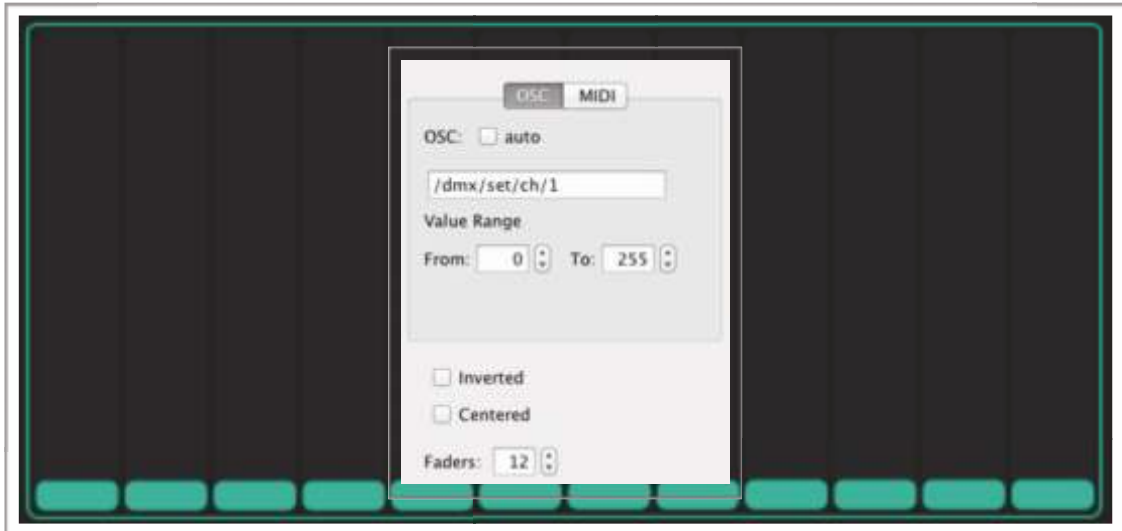 OSC MIDI
OSC: auto
/dmx/set/ch/1
Value Range
From: 0 To: 255
Inverted
Centered
Faders: 12